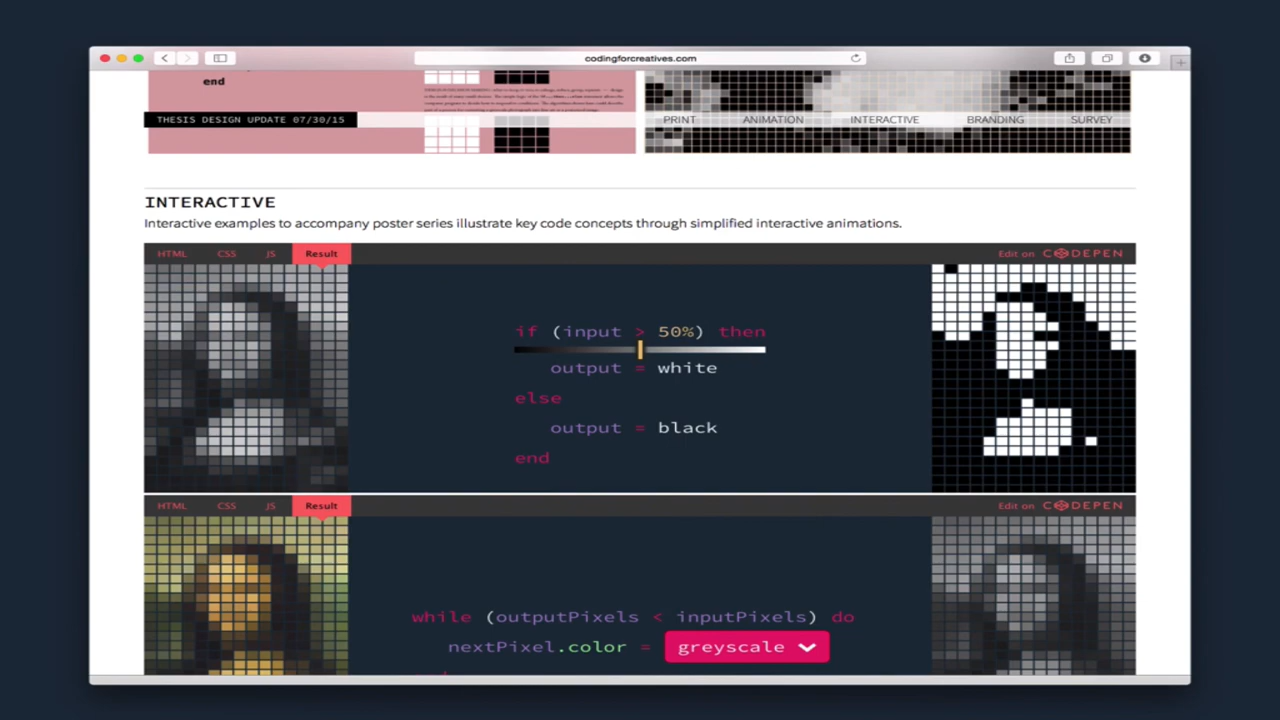 codingforcreatives.com
end
THESIS DESIGN UPDATE 07/30/15
PRINT ANIMATION INTERACTIVE BRANDING SURVEY
INTERACTIVE
Interactive examples to accompany poster series illustrate key code concepts through simplified interactive animations.
HTML CSS JS Result Edit on CODEPEN
if (input > 50%) then
output = white
else
output = black
end
HTML CSS JS Result Edit on CODEPEN
while (outputPixels < inputPixels) do
nextPixel.color = greyscale